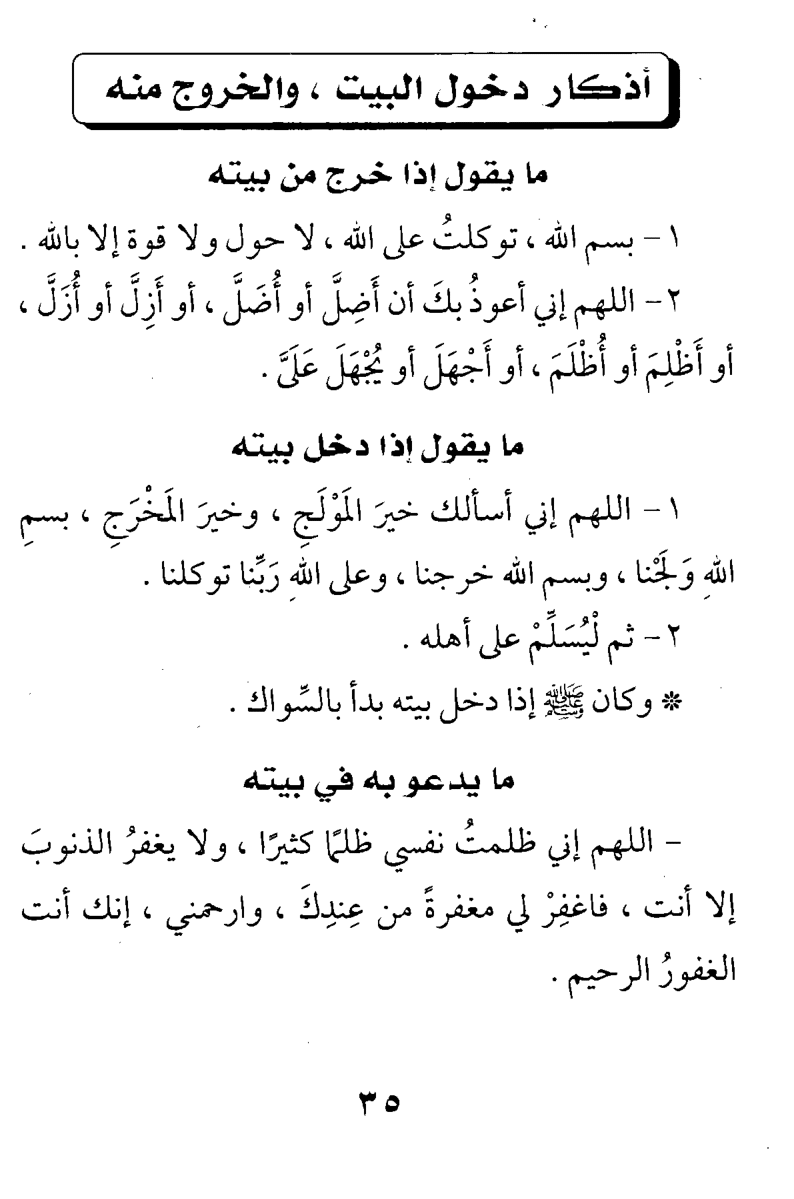 أذكار دخول البيت ، والخروج منه
ما يقول إذا خرج من بيته
١ – بسم الله ، توكلتُ على الله ، لا حول ولا قوة إلا بالله .
٢ – اللهم إني أعوذُ بكَ أن أَضِلَّ أو أُضَلَّ ، أو أَزِلَّ أو أُزَلَّ ،
أو أَظْلِمَ أو أُظْلَمَ ، أو أَجْهَلَ أو يُجْهَلَ عَلَيَّ .
ما يقول إذا دخل بيته
١ – اللهم إني أسألك خيرَ المَوْلَجِ ، وخيرَ المَخْرَجِ ، بسمِ
اللهِ وَلَجْنا ، وبسم الله خرجنا ، وعلى اللهِ رَبِّنا توكلنا .
٢ – ثم لْيُسَلِّمْ على أهله .
* وكان ﷺ إذا دخل بيته بدأ بالسِّواك .
ما يدعو به في بيته
– اللهم إني ظلمتُ نفسي ظلمًا كثيرًا ، ولا يغفرُ الذنوبَ
إلا أنت ، فاغفِرْ لي مغفرةً من عِندِكَ ، وارحمني ، إنك أنت
الغفورُ الرحيم .
٣٥